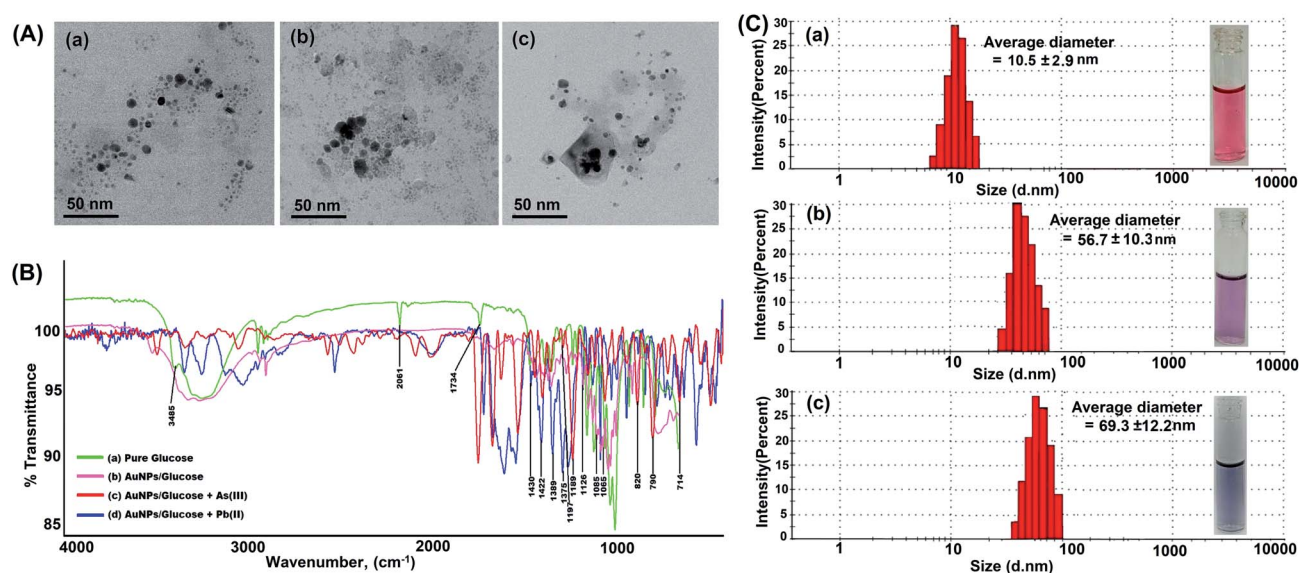 (A)
(a)
(b)
(c)
50 nm
50 nm
50 nm
(B)
% Transmittance
100
95
90
85
3485
2061
1734
1430
1422
1389
1375
1197
1189
1126
1085
1065
820
790
714
(a) Pure Glucose
(b) AuNPs/Glucose
(c) AuNPs/Glucose + As(III)
(d) AuNPs/Glucose + Pb(II)
4000
3000
2000
1000
Wavenumber, (cm⁻¹)
(C)
(a)
Intensity(Percent)
30
25
20
15
10
5
0
Average diameter
= 10.5 ±2.9 nm
1
10
100
1000
10000
Size (d.nm)
(b)
Intensity(Percent)
30
25
20
15
10
5
0
Average diameter
= 56.7 ±10.3 nm
1
10
100
1000
10000
Size (d.nm)
(c)
Intensity(Percent)
30
25
20
15
10
5
0
Average diameter
= 69.3 ±12.2 nm
1
10
100
1000
10000
Size (d.nm)